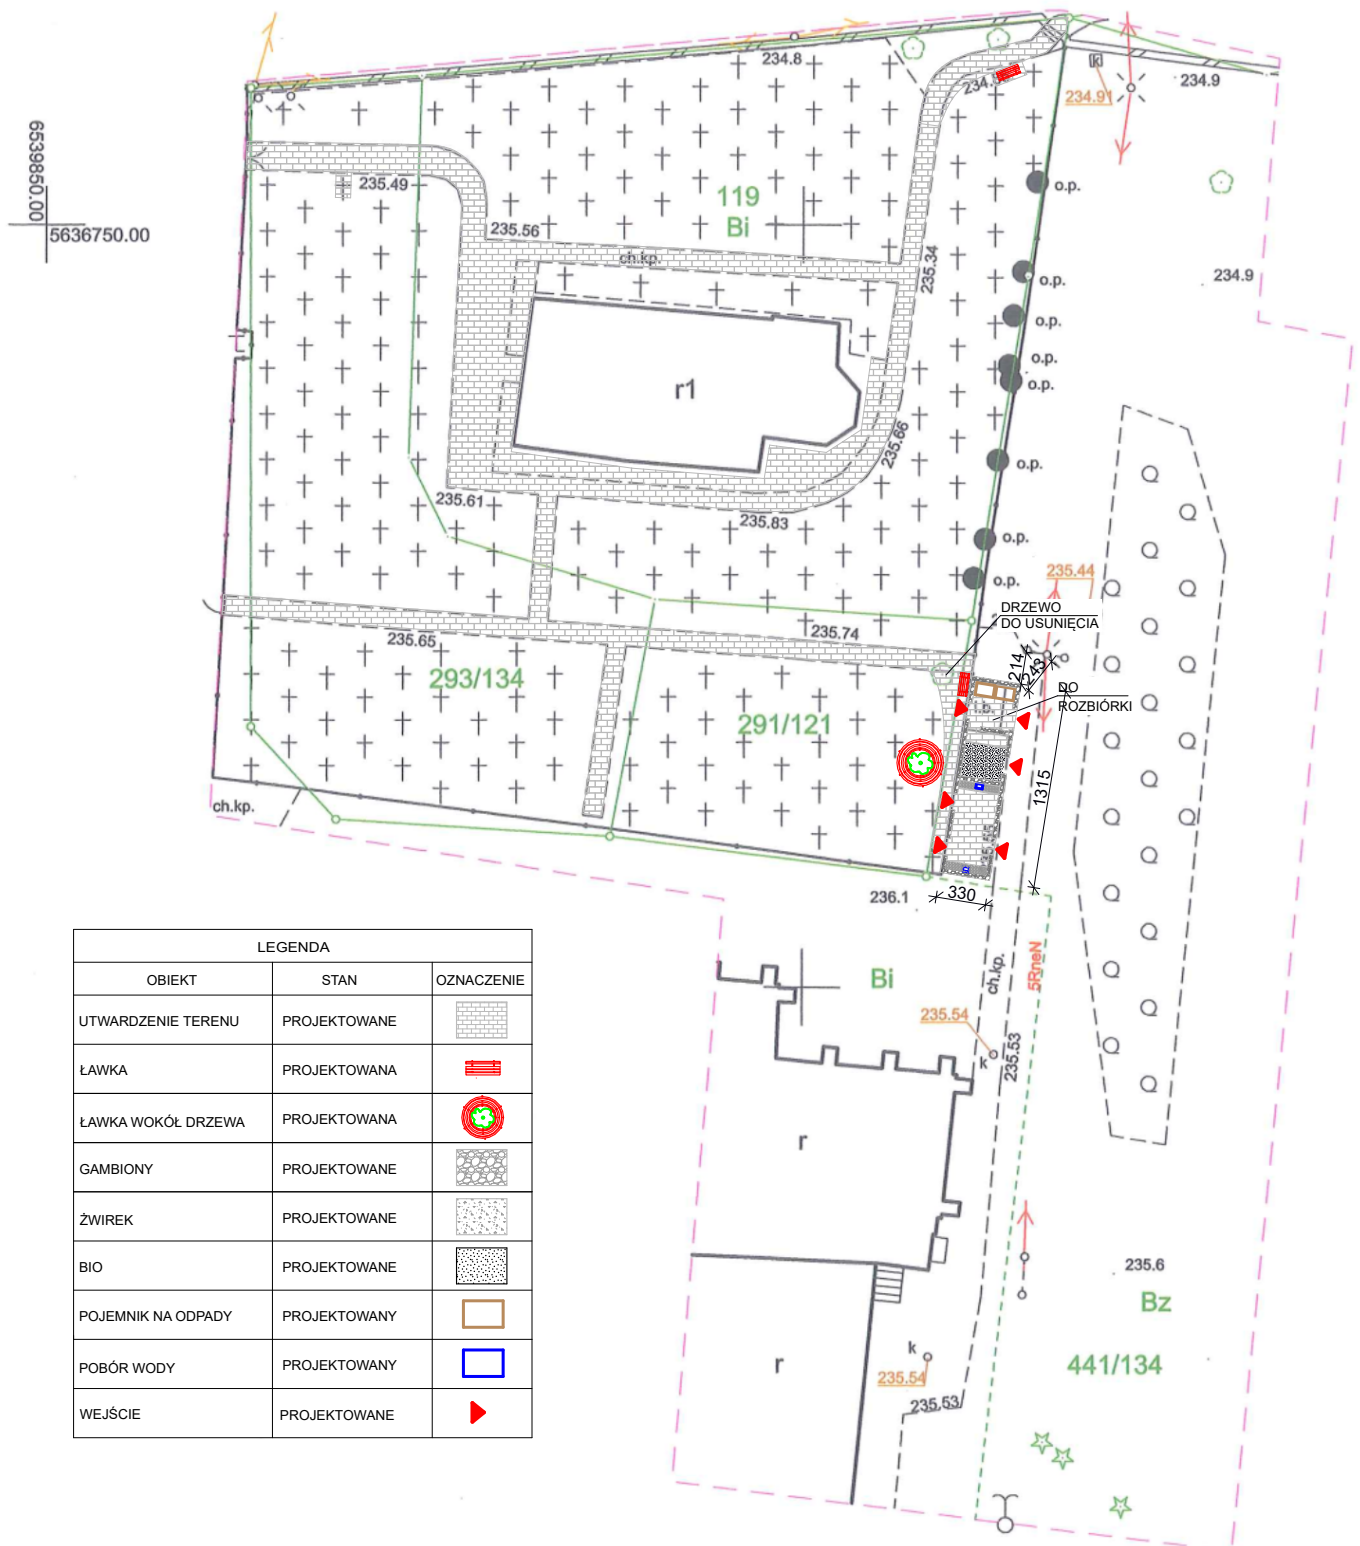 234.8
234.9
234.91
k
6539850.00
5636750.00
235.49
119
Bi
o.p.
235.56
ch.kp.
235.34
o.p.
234.9
o.p.
o.p.
o.p.
r1
235.66
o.p.
235.61
235.83
o.p.
235.44
o.p.
DRZEWO
DO USUNIĘCIA
235.74
235.65
214
243
293/134
DO
ROZBIÓRKI
291/121
1315
ch.kp.
236.1
330
Bi
ch.kp.
235.54
k
235.53
r
235.6
Bz
k
r
441/134
235.54
235.53
LEGENDA
OBIEKT STAN OZNACZENIE
UTWARDZENIE TERENU PROJEKTOWANE
ŁAWKA PROJEKTOWANA
ŁAWKA WOKÓŁ DRZEWA PROJEKTOWANA
GAMBIONY PROJEKTOWANE
ŻWIREK PROJEKTOWANE
BIO PROJEKTOWANE
POJEMNIK NA ODPADY PROJEKTOWANY
POBÓR WODY PROJEKTOWANY
WEJŚCIE PROJEKTOWANE